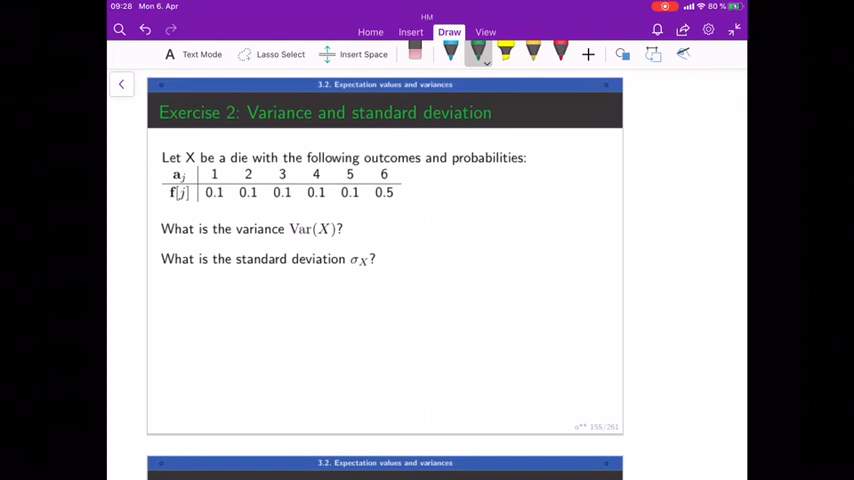 09:28 Mon 6. Apr
80 %
HM
Home Insert Draw View
Text Mode Lasso Select Insert Space
3.2. Expectation values and variances
Exercise 2: Variance and standard deviation
Let X be a die with the following outcomes and probabilities:
aj 1 2 3 4 5 6
f[j] 0.1 0.1 0.1 0.1 0.1 0.5
What is the variance Var(X)?
What is the standard deviation σX?
o** 155/261
3.2. Expectation values and variances